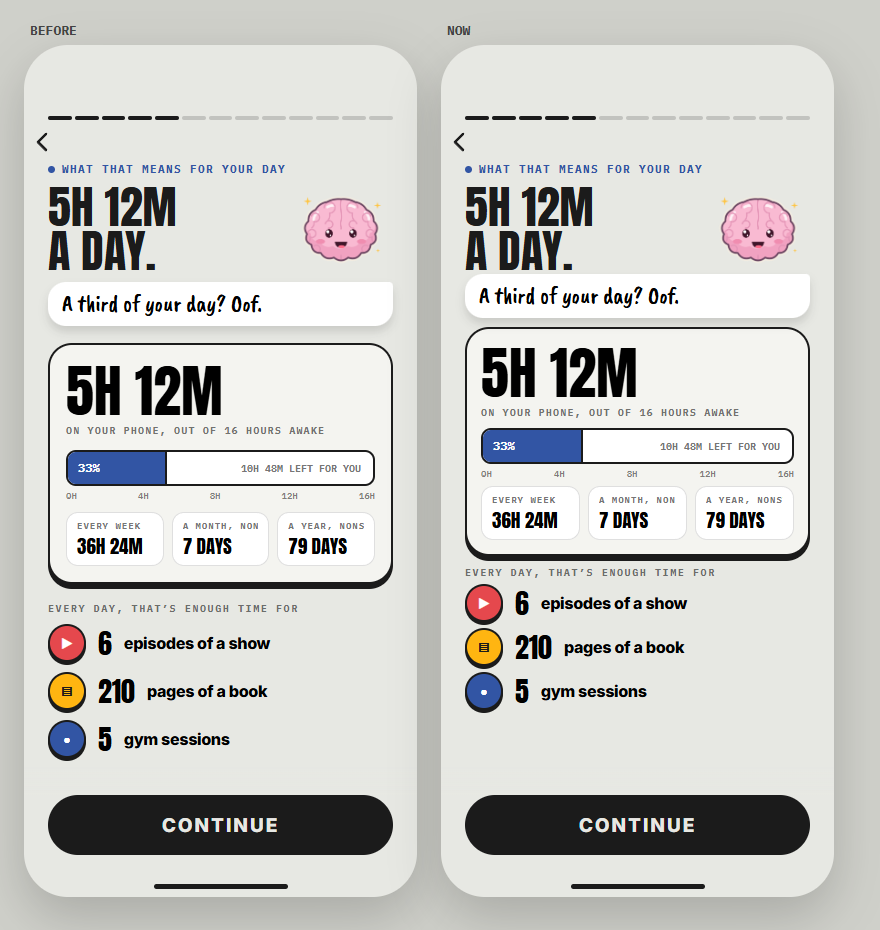 BEFORE
WHAT THAT MEANS FOR YOUR DAY
5H 12M
A DAY.
A third of your day? Oof.
5H 12M
ON YOUR PHONE, OUT OF 16 HOURS AWAKE
33% 10H 48M LEFT FOR YOU
0H 4H 8H 12H 16H
EVERY WEEK A MONTH, NON A YEAR, NONS
36H 24M 7 DAYS 79 DAYS
EVERY DAY, THAT'S ENOUGH TIME FOR
6 episodes of a show
210 pages of a book
5 gym sessions
CONTINUE
NOW
WHAT THAT MEANS FOR YOUR DAY
5H 12M
A DAY.
A third of your day? Oof.
5H 12M
ON YOUR PHONE, OUT OF 16 HOURS AWAKE
33% 10H 48M LEFT FOR YOU
0H 4H 8H 12H 16H
EVERY WEEK A MONTH, NON A YEAR, NONS
36H 24M 7 DAYS 79 DAYS
EVERY DAY, THAT'S ENOUGH TIME FOR
6 episodes of a show
210 pages of a book
5 gym sessions
CONTINUE